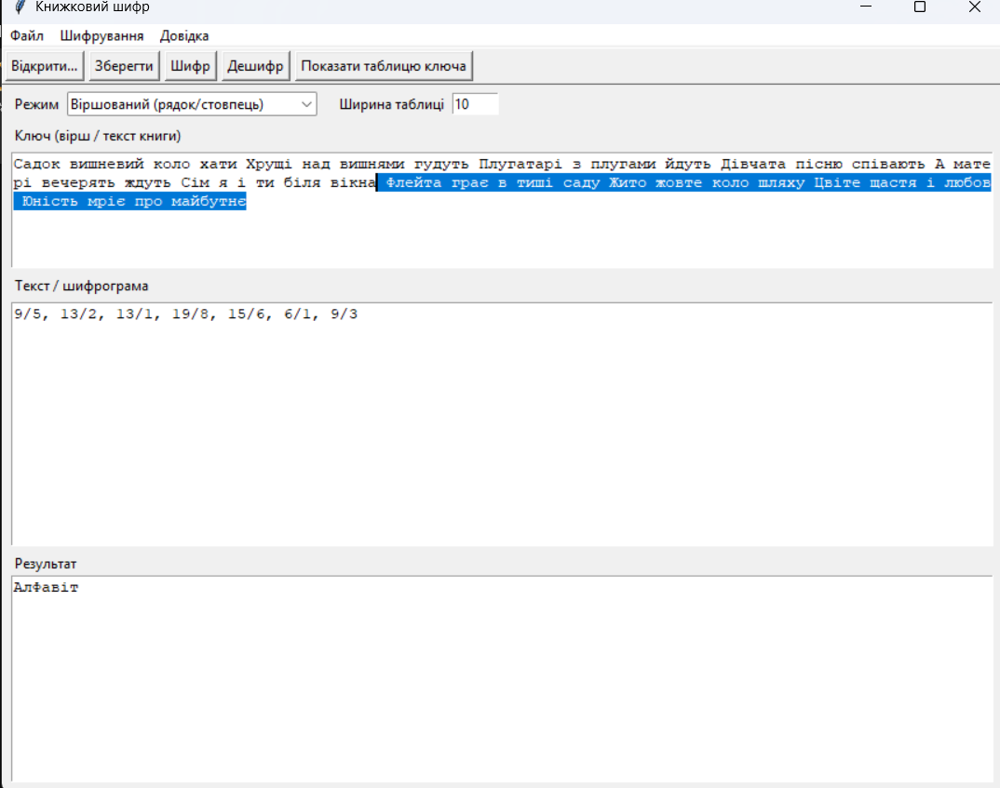 Книжковий шифр
Файл Шифрування Довідка
Відкрити... Зберегти Шифр Дешифр Показати таблицю ключа
Режим Віршований (рядок/стовпець) Ширина таблиці 10
Ключ (вірш / текст книги)
Садок вишневий коло хати Хрущі над вишнями гудуть Плугатарі з плугами йдуть Дівчата пісню співають А мате
рі вечерять ждуть Сім я і ти біля вікна Флейта грає в тиші саду Жито жовте коло шляху Цвіте щастя і любов
Юність мріє про майбутнє
Текст / шифрограма
9/5, 13/2, 13/1, 19/8, 15/6, 6/1, 9/3
Результат
АлФавіт